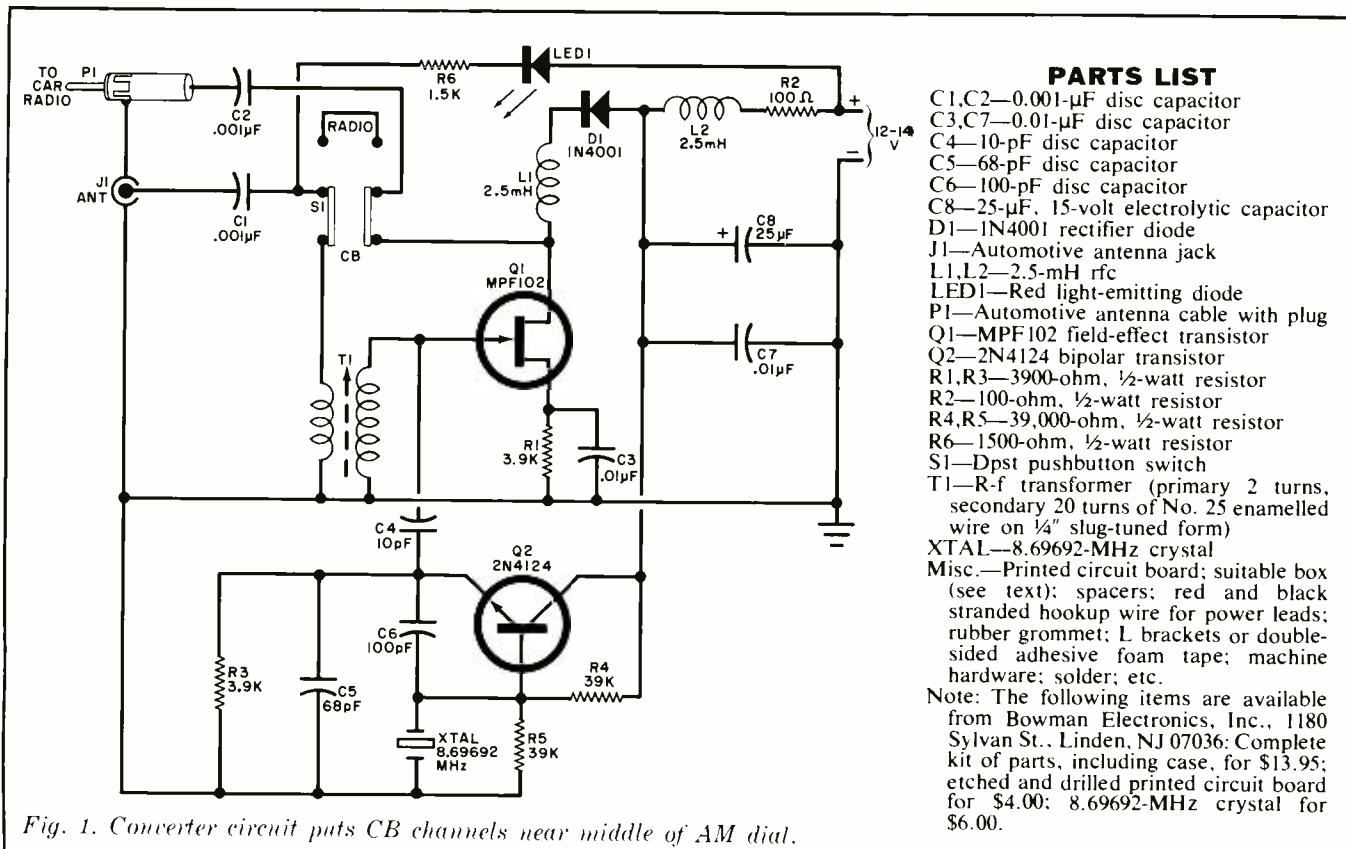 TO
CAR
RADIO
P1
C2
.001µF
RADIO
J1
ANT
C1
.001µF
S1
CB
R6
1.5K
LED1
D1
1N4001
L1
2.5mH
L2
2.5mH
R2
100 Ω
+
12-14
V
–
+
C8
25µF
Q1
MPF102
T1
R1
3.9K
C3
.01µF
C7
.01µF
C4
10pF
Q2
2N4124
R3
3.9K
C5
68pF
C6
100pF
R4
39K
XTAL
8.69692
MHz
R5
39K
Fig. 1. Converter circuit puts CB channels near middle of AM dial.
PARTS LIST
C1,C2—0.001-µF disc capacitor
C3,C7—0.01-µF disc capacitor
C4—10-pF disc capacitor
C5—68-pF disc capacitor
C6—100-pF disc capacitor
C8—25-µF, 15-volt electrolytic capacitor
D1—1N4001 rectifier diode
J1—Automotive antenna jack
L1,L2—2.5-mH rfc
LED1—Red light-emitting diode
P1—Automotive antenna cable with plug
Q1—MPF102 field-effect transistor
Q2—2N4124 bipolar transistor
R1,R3—3900-ohm, ½-watt resistor
R2—100-ohm, ½-watt resistor
R4,R5—39,000-ohm, ½-watt resistor
R6—1500-ohm, ½-watt resistor
S1—Dpst pushbutton switch
T1—R-f transformer (primary 2 turns,
secondary 20 turns of No. 25 enamelled
wire on ¼" slug-tuned form)
XTAL—8.69692-MHz crystal
Misc.—Printed circuit board; suitable box
(see text); spacers; red and black
stranded hookup wire for power leads;
rubber grommet; L brackets or double-
sided adhesive foam tape; machine
hardware; solder; etc.
Note: The following items are available
from Bowman Electronics, Inc., 1180
Sylvan St., Linden, NJ 07036: Complete
kit of parts, including case, for $13.95;
etched and drilled printed circuit board
for $4.00; 8.69692-MHz crystal for
$6.00.